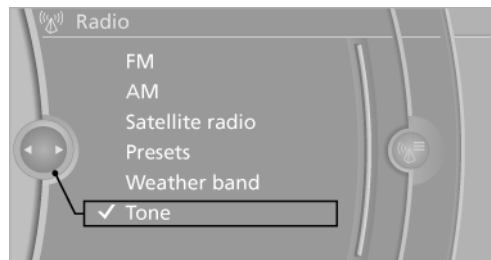 Radio
FM
AM
Satellite radio
Presets
Weather band
Tone